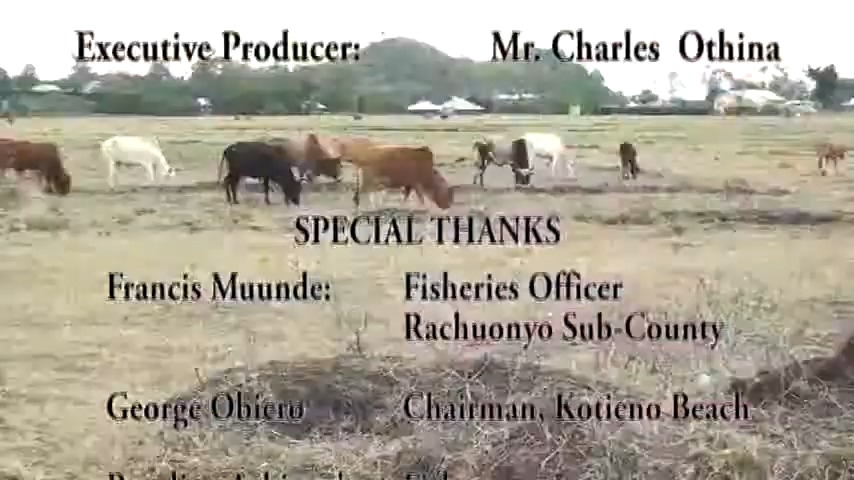 Executive Producer: Mr. Charles Othina
SPECIAL THANKS
Francis Muunde: Fisheries Officer
Rachuonyo Sub-County
George Obiero Chairman, Kotieno Beach